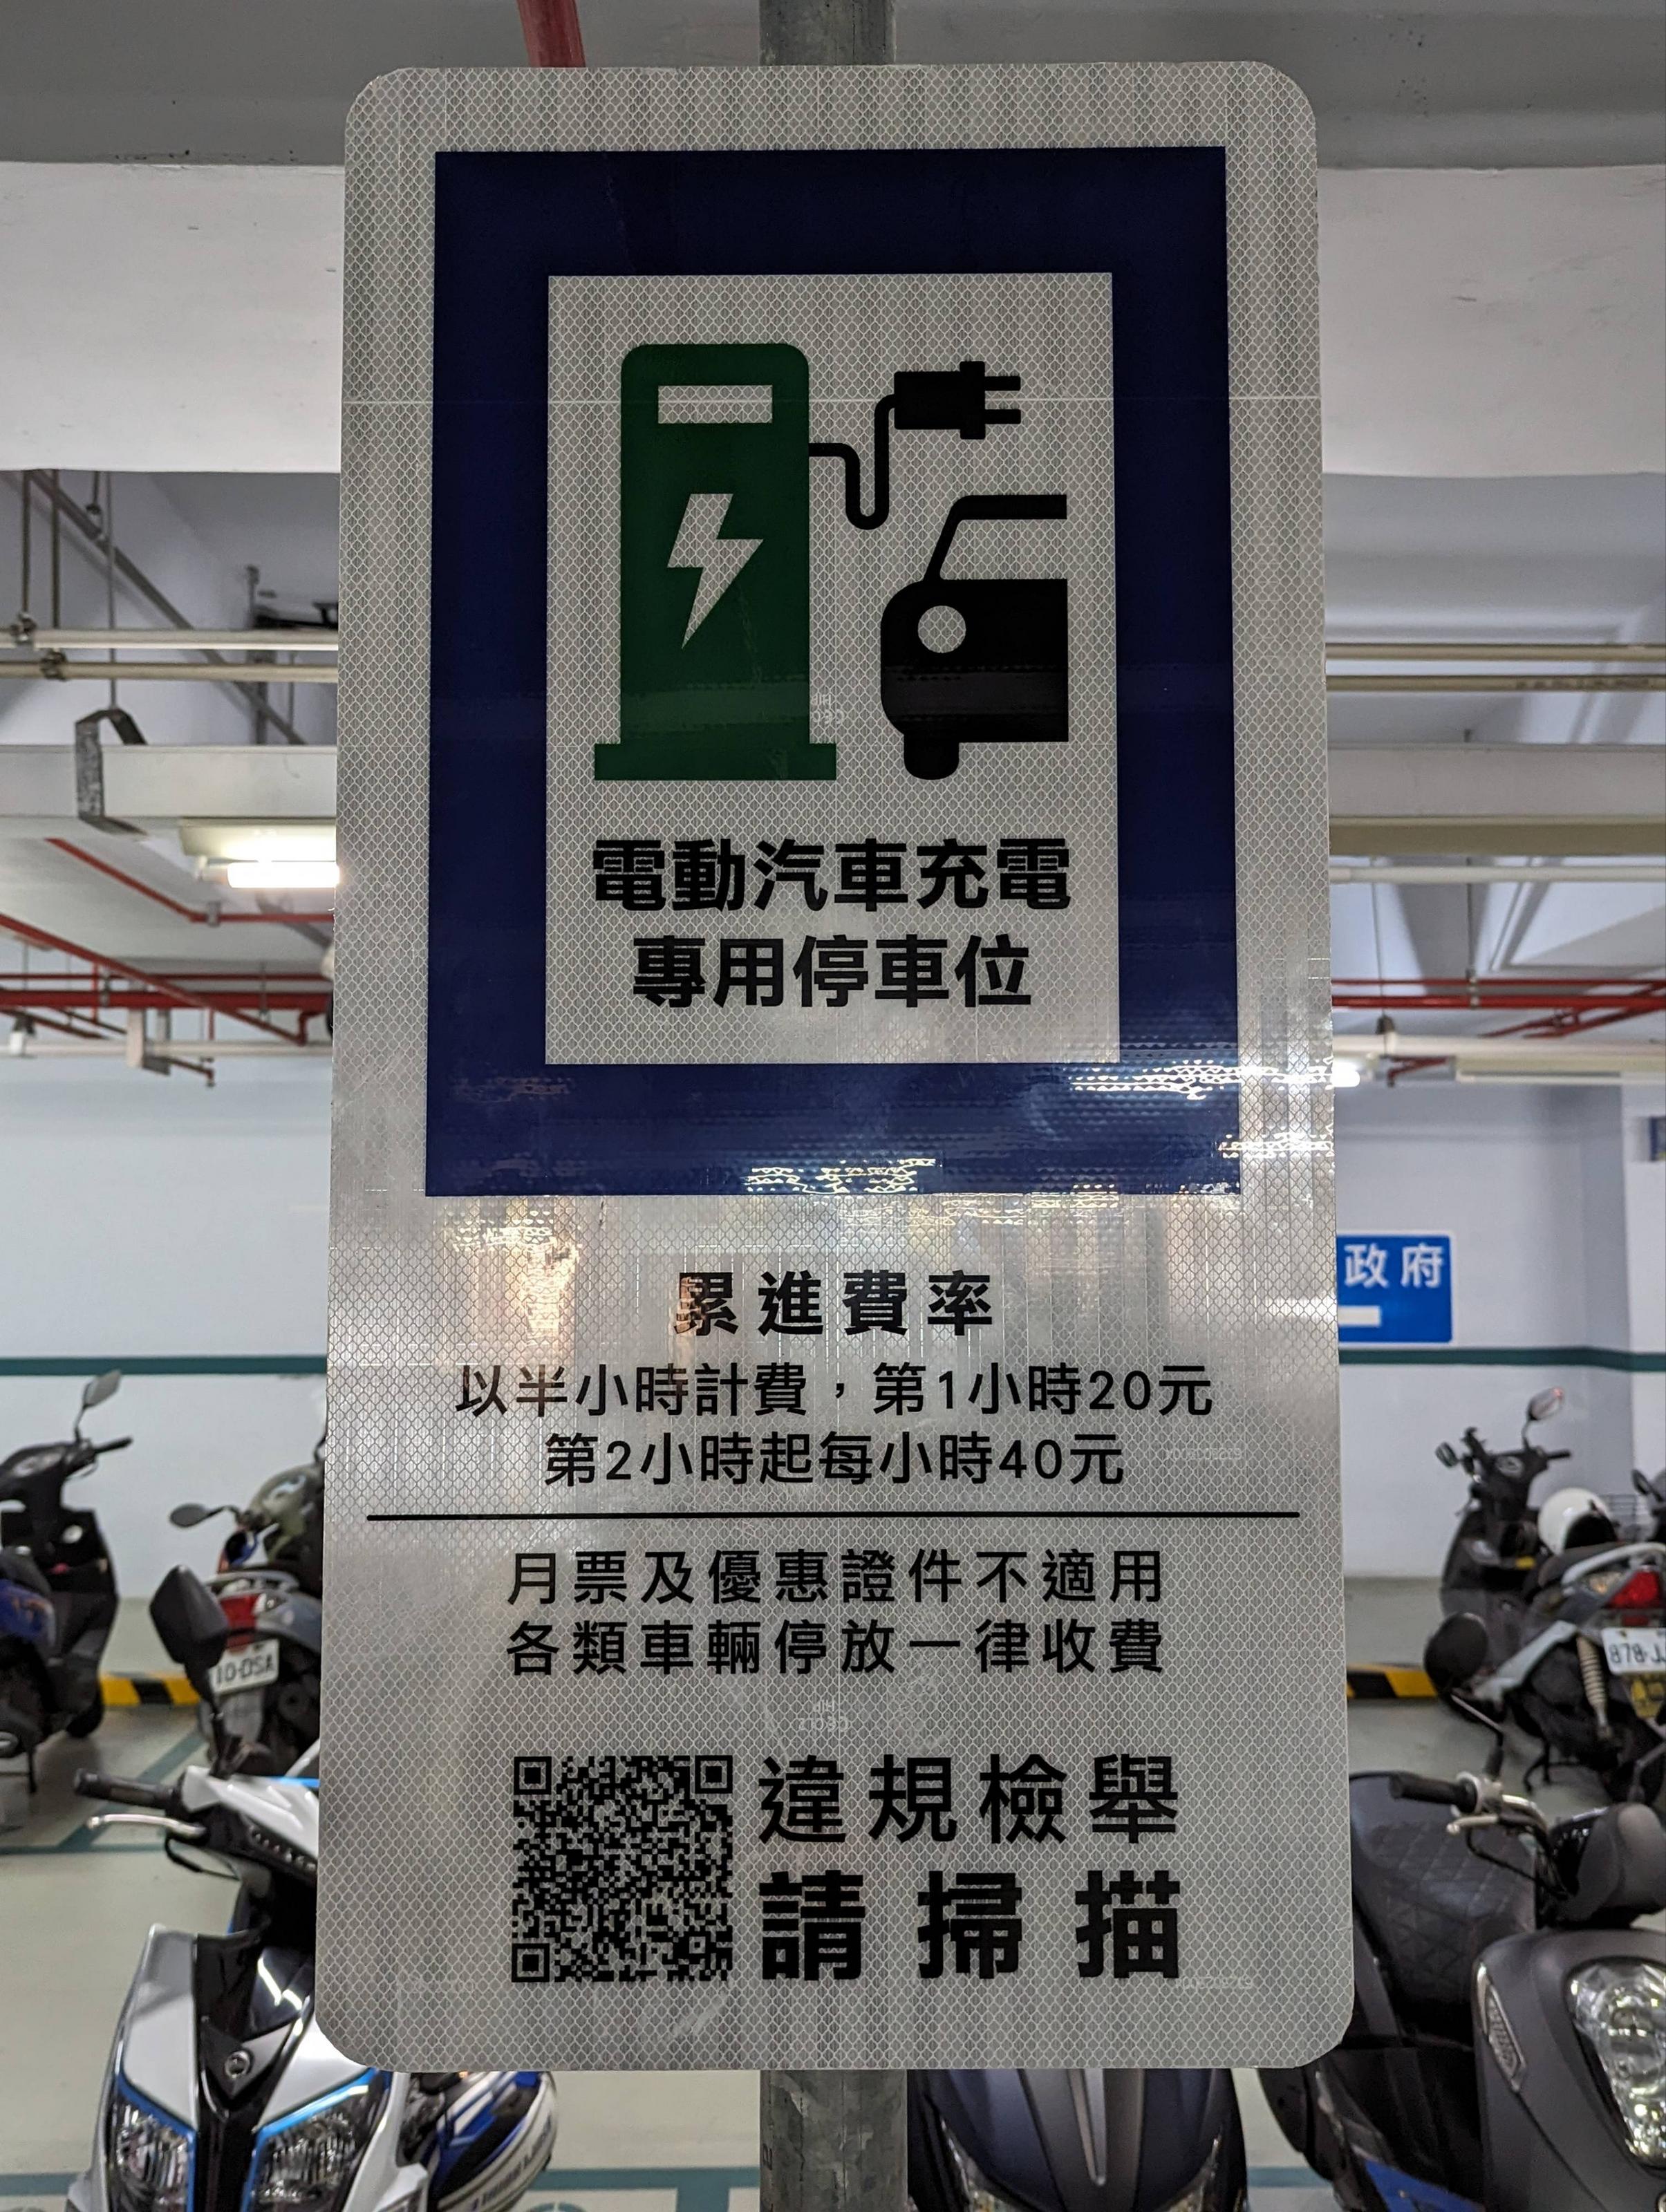 電動汽車充電
專用停車位
累進費率
以半小時計費，第1小時20元
第2小時起每小時40元
月票及優惠證件不適用
各類車輛停放一律收費
違規檢舉
請掃描
政府
10-DSA
878-J